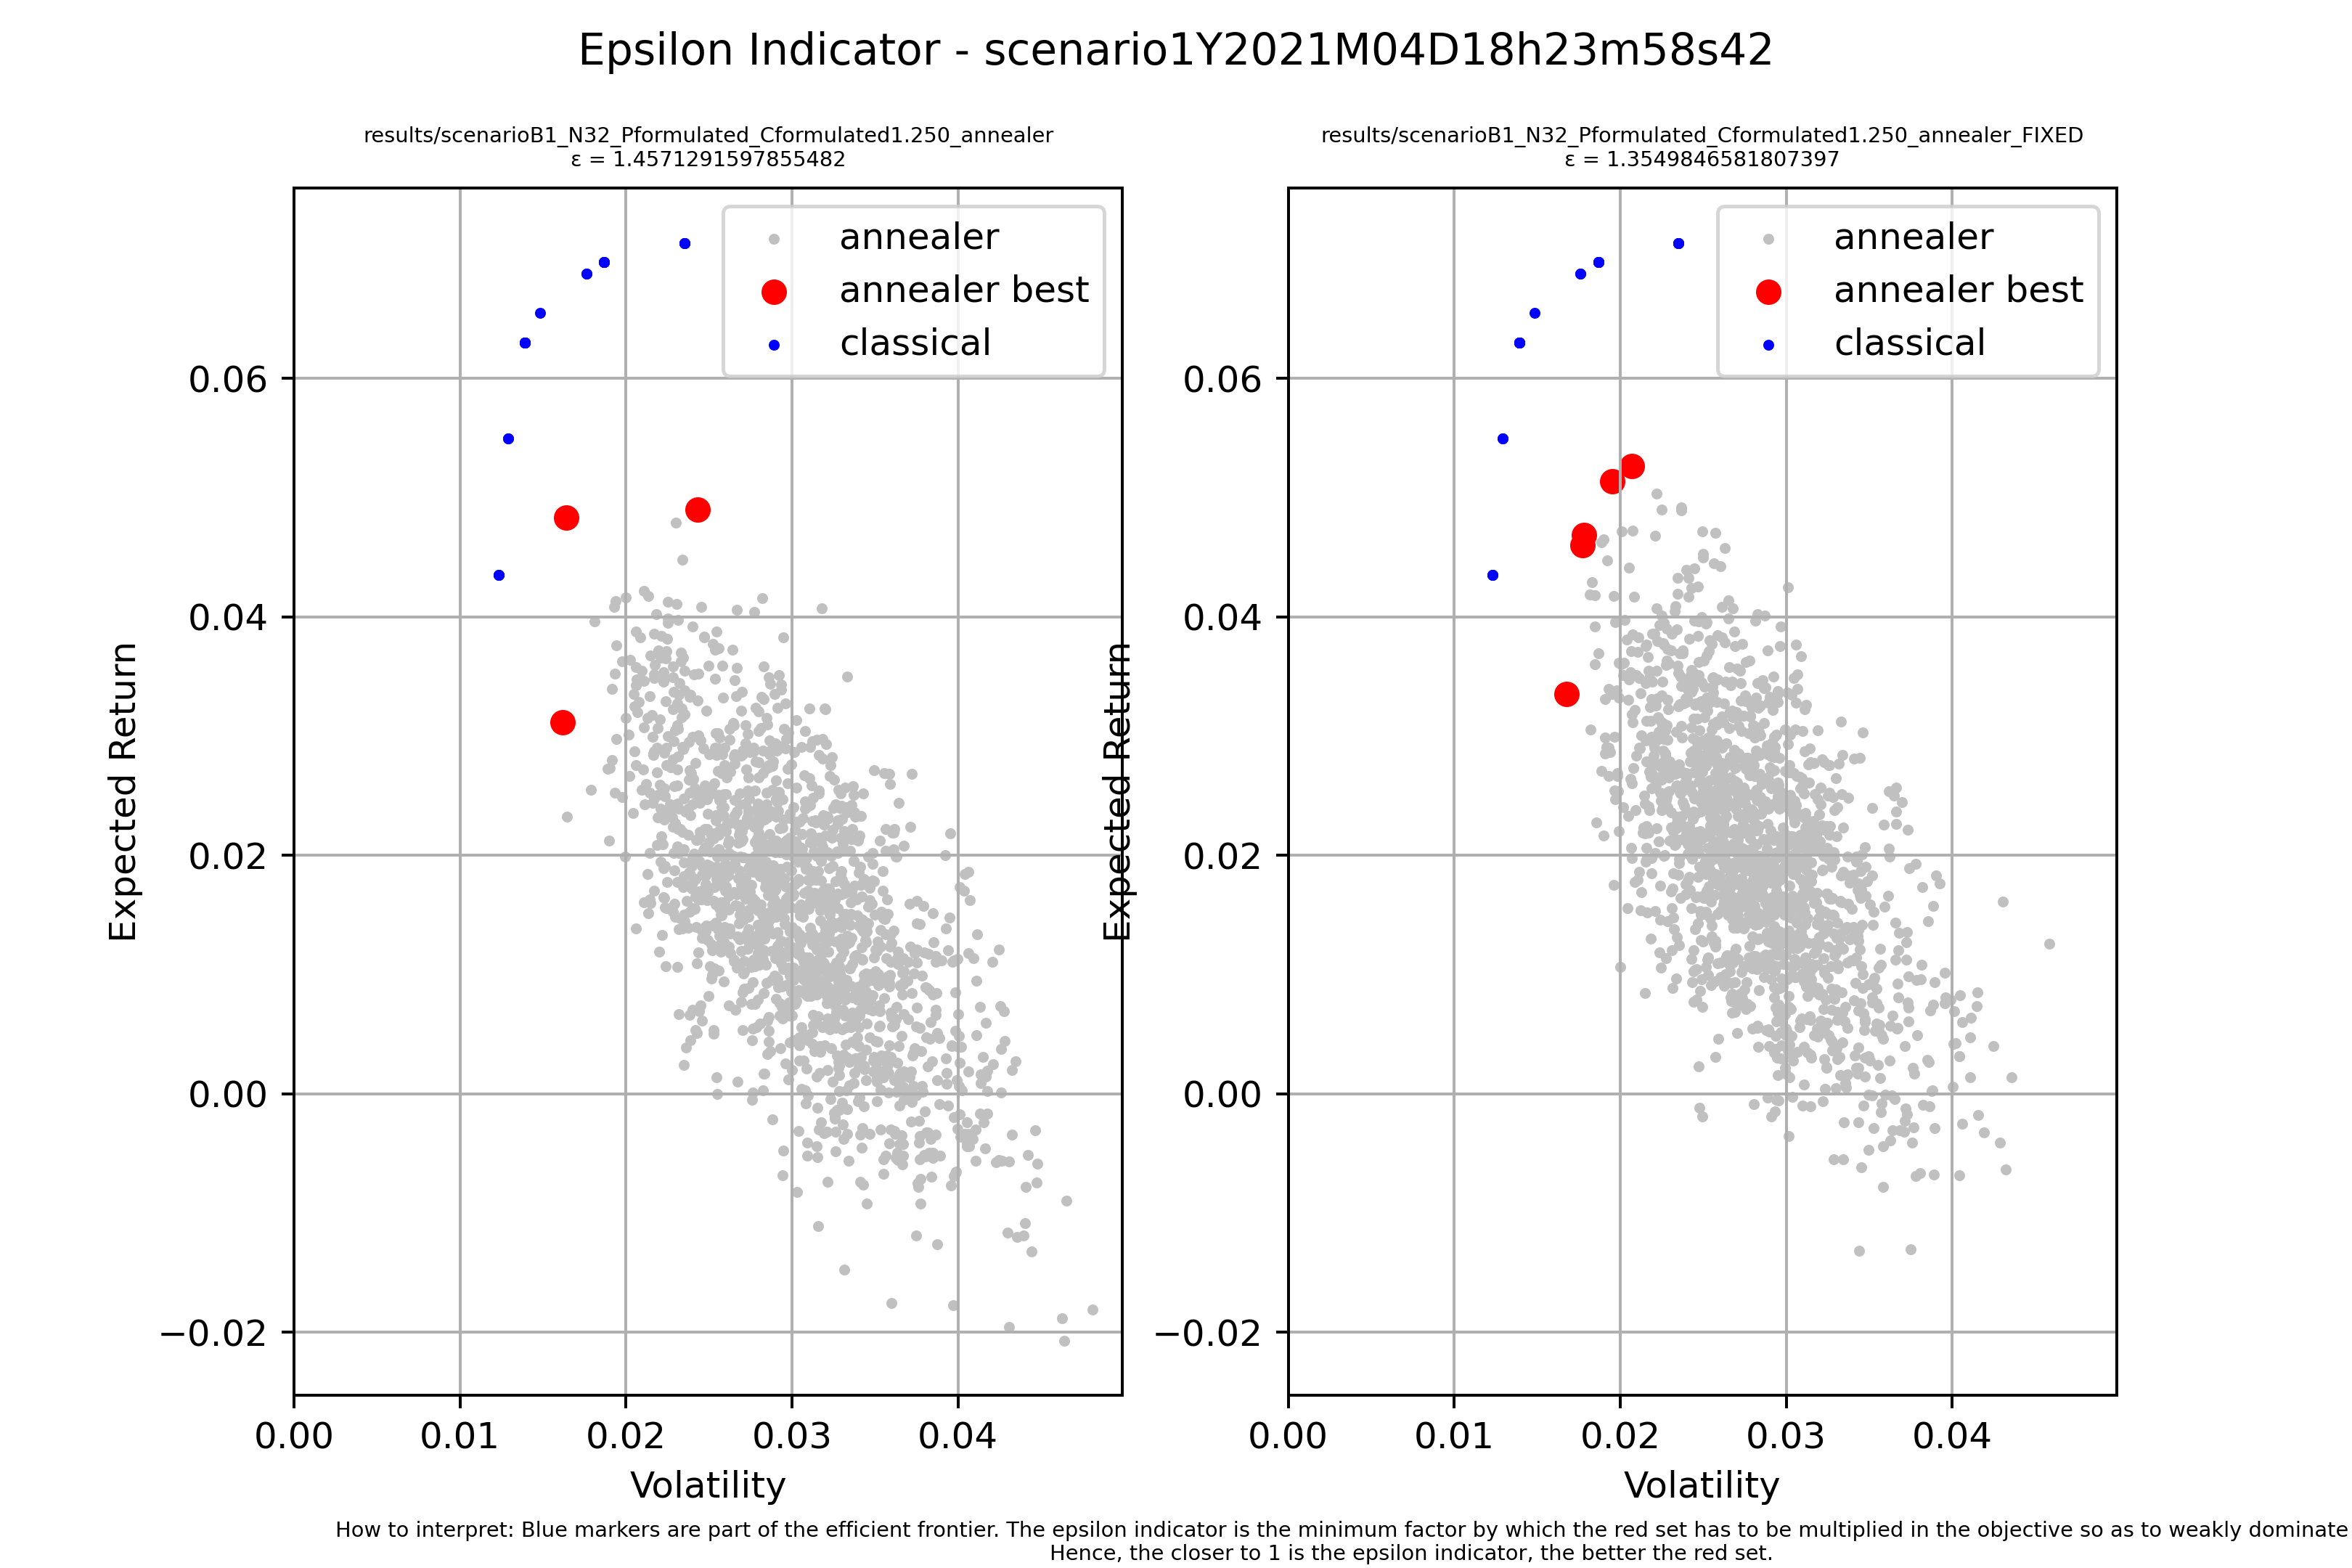 Epsilon Indicator - scenario1Y2021M04D18h23m58s42
results/scenarioB1_N32_Pformulated_Cformulated1.250_annealer
ε = 1.4571291597855482
annealer
annealer best
classical
0.06
0.04
0.02
0.00
−0.02
Expected Return
0.00 0.01 0.02 0.03 0.04
Volatility
results/scenarioB1_N32_Pformulated_Cformulated1.250_annealer_FIXED
ε = 1.3549846581807397
annealer
annealer best
classical
0.06
0.04
0.02
0.00
−0.02
Expected Return
0.00 0.01 0.02 0.03 0.04
Volatility
How to interpret: Blue markers are part of the efficient frontier. The epsilon indicator is the minimum factor by which the red set has to be multiplied in the objective so as to weakly dominate
Hence, the closer to 1 is the epsilon indicator, the better the red set.